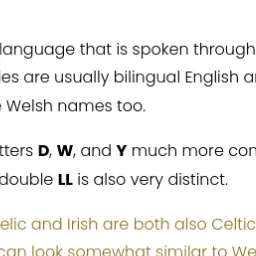 language that is spoken through
les are usually bilingual English a
Welsh names too.
tters D, W, and Y much more con
double LL is also very distinct.
elic and Irish are both also Celtic
can look somewhat similar to We